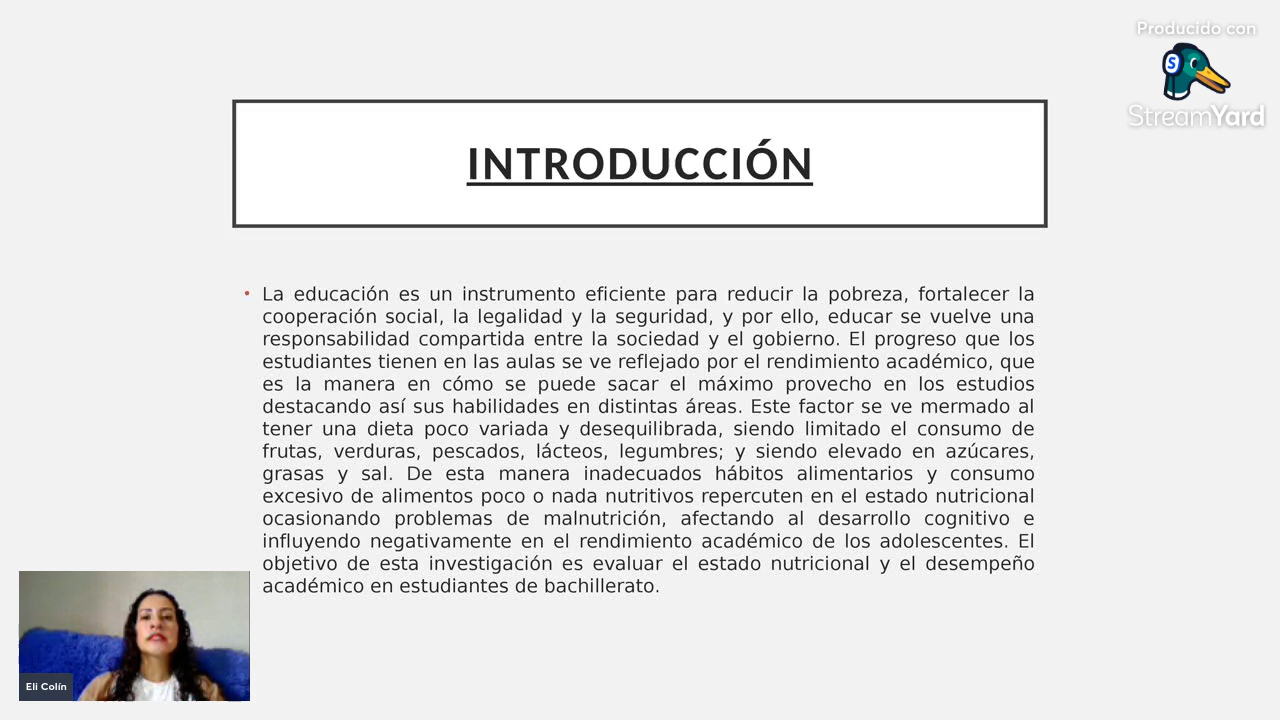 Producido con
S
StreamYard
INTRODUCCIÓN
• La educación es un instrumento eficiente para reducir la pobreza, fortalecer la
cooperación social, la legalidad y la seguridad, y por ello, educar se vuelve una
responsabilidad compartida entre la sociedad y el gobierno. El progreso que los
estudiantes tienen en las aulas se ve reflejado por el rendimiento académico, que
es la manera en cómo se puede sacar el máximo provecho en los estudios
destacando así sus habilidades en distintas áreas. Este factor se ve mermado al
tener una dieta poco variada y desequilibrada, siendo limitado el consumo de
frutas, verduras, pescados, lácteos, legumbres; y siendo elevado en azúcares,
grasas y sal. De esta manera inadecuados hábitos alimentarios y consumo
excesivo de alimentos poco o nada nutritivos repercuten en el estado nutricional
ocasionando problemas de malnutrición, afectando al desarrollo cognitivo e
influyendo negativamente en el rendimiento académico de los adolescentes. El
objetivo de esta investigación es evaluar el estado nutricional y el desempeño
académico en estudiantes de bachillerato.
Eli Colín